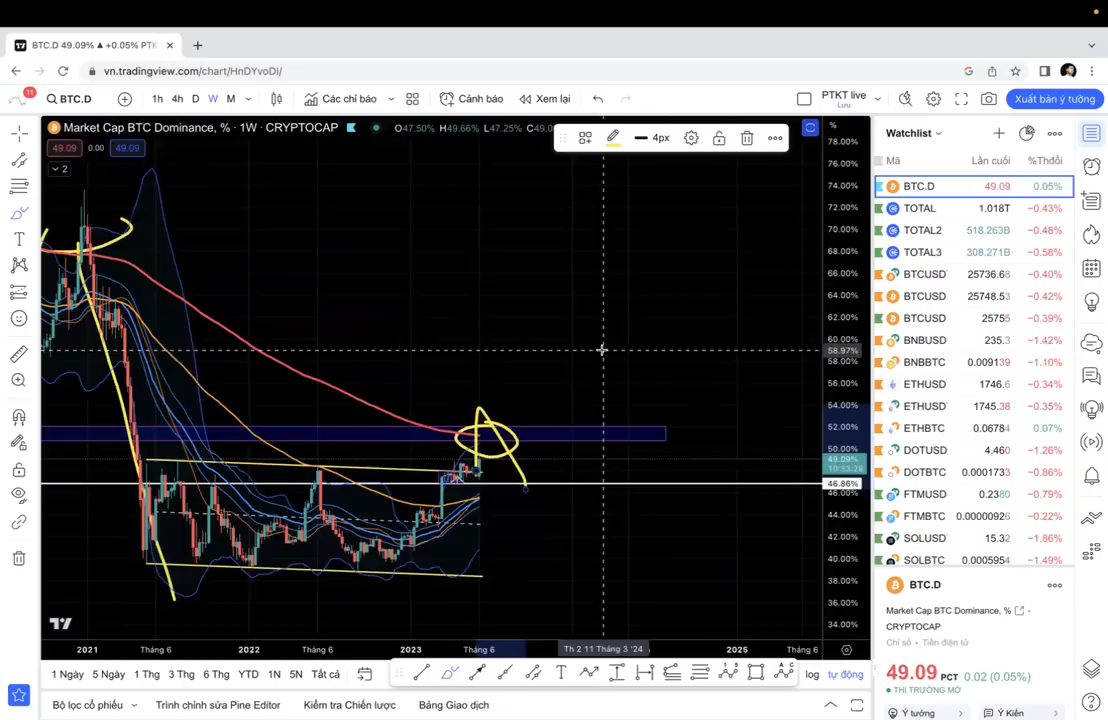 BTC.D 49.09% ▲ +0.05% PTK
vn.tradingview.com/chart/HnDYvoDI/
11
BTC.D 1h 4h D W M Các chỉ báo Cảnh báo Xem lại PTKT live Xuất bản ý tưởng
Lưu
Market Cap BTC Dominance, % · 1W · CRYPTOCAP O47.50% H49.66% L47.25% C49.0
49.09 0.00 49.09
2
4px
%
78.00%
76.00%
74.00%
72.00%
70.00%
68.00%
66.00%
64.00%
62.00%
60.00%
58.97%
58.00%
56.00%
54.00%
52.00%
50.00%
49.09%
19:33:28
46.86%
46.00%
44.00%
42.00%
40.00%
38.00%
36.00%
34.00%
2021 Tháng 6 2022 Tháng 6 2023 Tháng 6 Th 2 11 Tháng 3 '24 2025 Tháng 6
1 Ngày 5 Ngày 1 Thg 3 Thg 6 Thg YTD 1N 5N Tất cả log tự động
Bộ lọc cổ phiếu Trình chỉnh sửa Pine Editor Kiểm tra Chiến lược Bảng Giao dịch
Watchlist
Mã Lần cuối %Thđổi
BTC.D 49.09 0.05%
TOTAL 1.018T −0.43%
TOTAL2 518.263B −0.48%
TOTAL3 308.271B −0.58%
BTCUSD 25736.68 −0.40%
BTCUSD 25748.53 −0.42%
BTCUSD 25755 −0.39%
BNBUSD 235.3 −1.42%
BNBBTC 0.009139 −1.10%
ETHUSD 1746.6 −0.34%
ETHUSD 1745.38 −0.35%
ETHBTC 0.06784 0.07%
DOTUSD 4.460 −1.26%
DOTBTC 0.0001733 −0.86%
FTMUSD 0.2380 −0.79%
FTMBTC 0.00000926 −0.22%
SOLUSD 15.32 −1.86%
SOLBTC 0.0005954 −1.49%
BTC.D
Market Cap BTC Dominance, %
CRYPTOCAP
Chỉ số • Tiền điện tử
49.09 PCT 0.02 (0.05%)
THỊ TRƯỜNG MỞ
Ý tưởng Ý Kiến